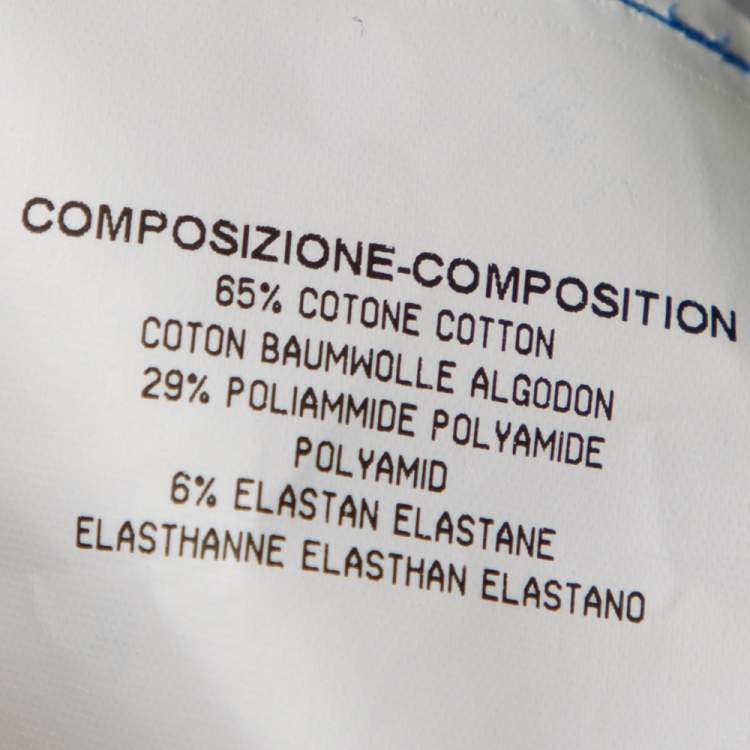 COMPOSIZIONE-COMPOSITION
65% COTONE COTTON
COTON BAUMWOLLE ALGODON
29% POLIAMMIDE POLYAMIDE
POLYAMID
6% ELASTAN ELASTANE
ELASTHANNE ELASTHAN ELASTANO